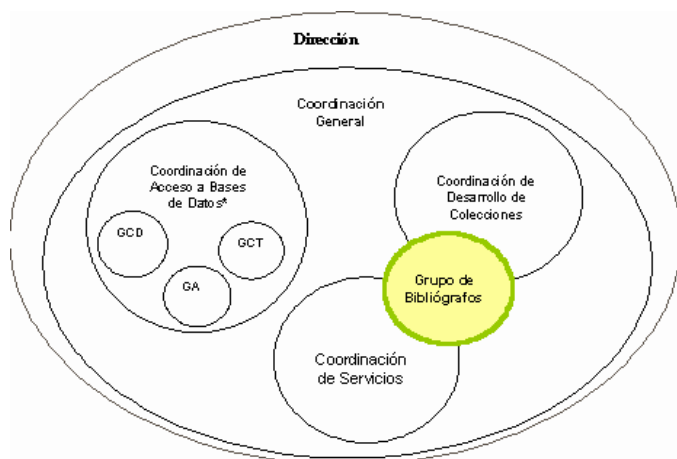 Dirección
Coordinación
General
Coordinación de
Acceso a Bases
de Datos*
GCD
GCT
GA
Coordinación de
Desarrollo de
Colecciones
Grupo de
Bibliógrafos
Coordinación
de Servicios